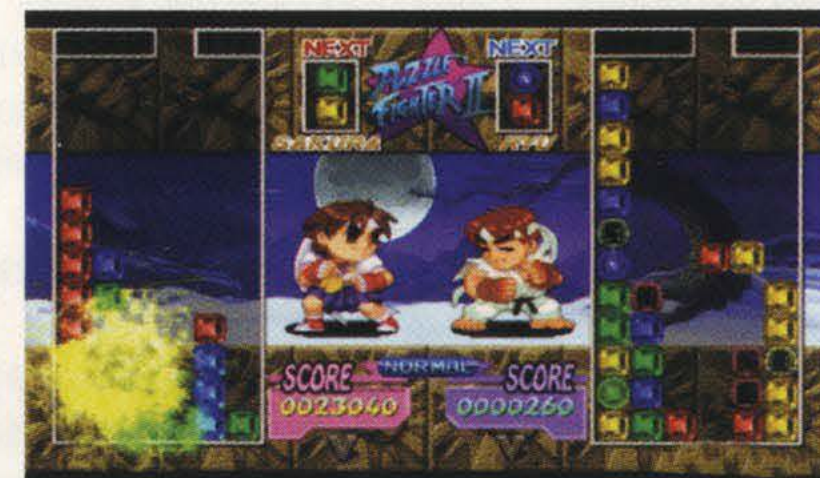 NEXT
NEXT
PUZZLE
FIGHTER II
SAKURA
RYU
NORMAL
SCORE
SCORE
0023040
0000260